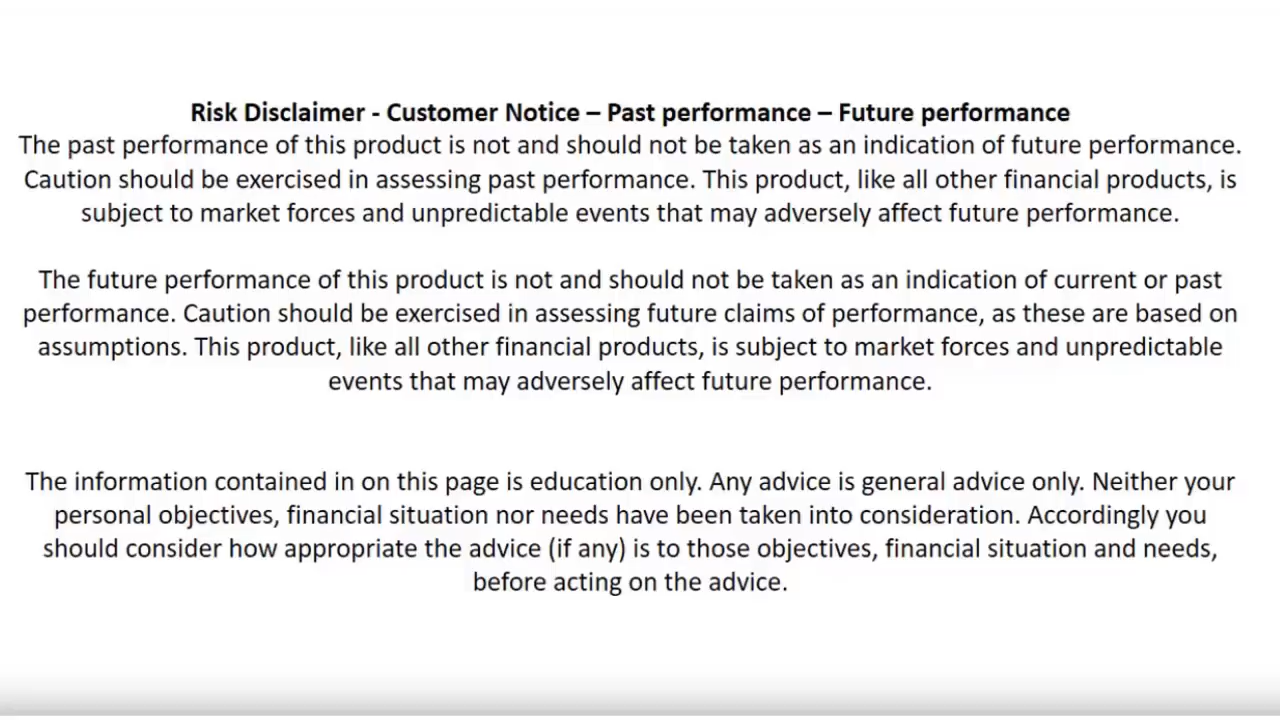 Risk Disclaimer - Customer Notice – Past performance – Future performance
The past performance of this product is not and should not be taken as an indication of future performance.
Caution should be exercised in assessing past performance. This product, like all other financial products, is
subject to market forces and unpredictable events that may adversely affect future performance.
The future performance of this product is not and should not be taken as an indication of current or past
performance. Caution should be exercised in assessing future claims of performance, as these are based on
assumptions. This product, like all other financial products, is subject to market forces and unpredictable
events that may adversely affect future performance.
The information contained in on this page is education only. Any advice is general advice only. Neither your
personal objectives, financial situation nor needs have been taken into consideration. Accordingly you
should consider how appropriate the advice (if any) is to those objectives, financial situation and needs,
before acting on the advice.